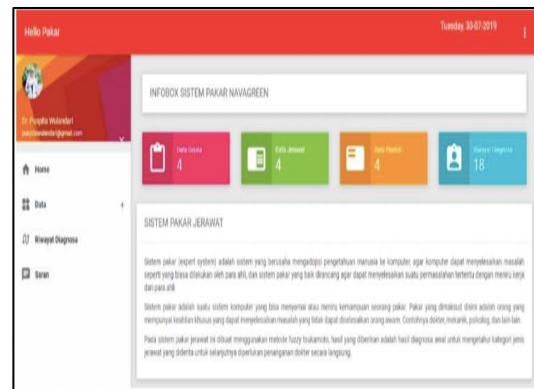 Hello Pakar
Tuesday, 30-07-2019
Dr. Puspita Wulandari
INFOBOX SISTEM PAKAR NAVAGREEN
Data Gejala
4
Data Jerawat
4
4
Riwayat Diagnosa
18
Home
Data +
Riwayat Diagnosa
Saran
SISTEM PAKAR JERAWAT
Sistem pakar (expert system) adalah sistem yang berusaha mengadopsi pengetahuan manusia ke komputer, agar komputer dapat menyelesaikan masalah
seperti yang biasa dilakukan oleh para ahli, dan sistem pakar yang baik dirancang agar dapat menyelesaikan suatu permasalahan tertentu dengan meniru kerja
dari para ahli
Sistem pakar adalah suatu sistem komputer yang bisa menyamai atau meniru kemampuan seorang pakar. Pakar yang dimaksud disini adalah orang yang
mempunyai keahlian khusus yang dapat menyelesaikan masalah yang tidak dapat diselesaikan orang awam. Contohnya dokter, mekanik, psikolog, dan lain-lain.
Pada sistem pakar jerawat ini dibuat menggunakan metode fuzzy tsukamoto, hasil yang diberikan adalah hasil diagnosa awal untuk mengetahui kategori jenis
jerawat yang diderita untuk selanjutnya diperlukan penanganan dokter secara langsung.